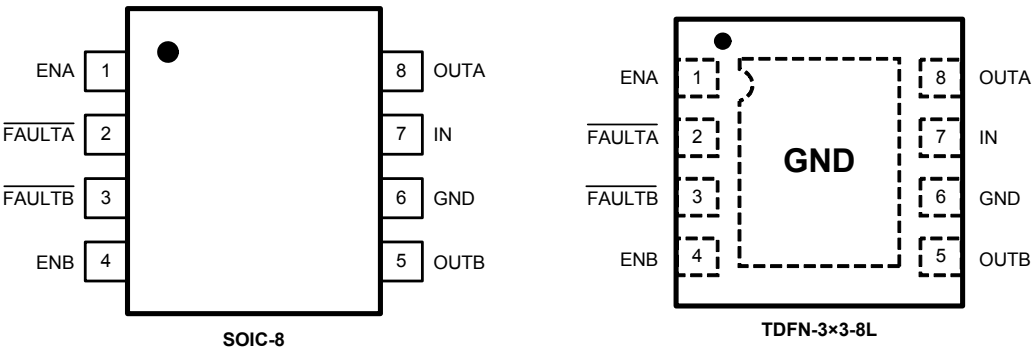 ENA 1 8 OUTA
FAULTA 2 7 IN
FAULTB 3 6 GND
ENB 4 5 OUTB
SOIC-8
ENA 1 8 OUTA
FAULTA 2 7 IN
GND
FAULTB 3 6 GND
ENB 4 5 OUTB
TDFN-3×3-8L